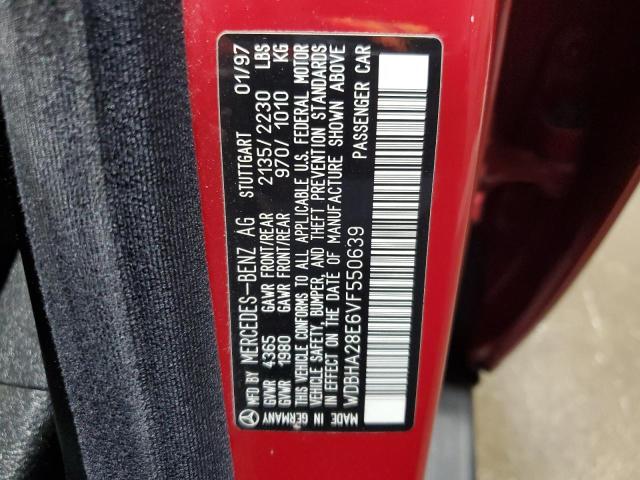 MFD. BY MERCEDES-BENZ AG STUTTGART 01/97
GVWR 4365 GAWR FRONT/REAR 2135/2230 LBS
GVWR 1980 GAWR FRONT/REAR 970/1010 KG
THIS VEHICLE CONFORMS TO ALL APPLICABLE U.S. FEDERAL MOTOR
VEHICLE SAFETY, BUMPER, AND THEFT PREVENTION STANDARDS
IN EFFECT ON THE DATE OF MANUFACTURE SHOWN ABOVE
PASSENGER CAR
WDBHA28E6VF550639
MADE IN GERMANY